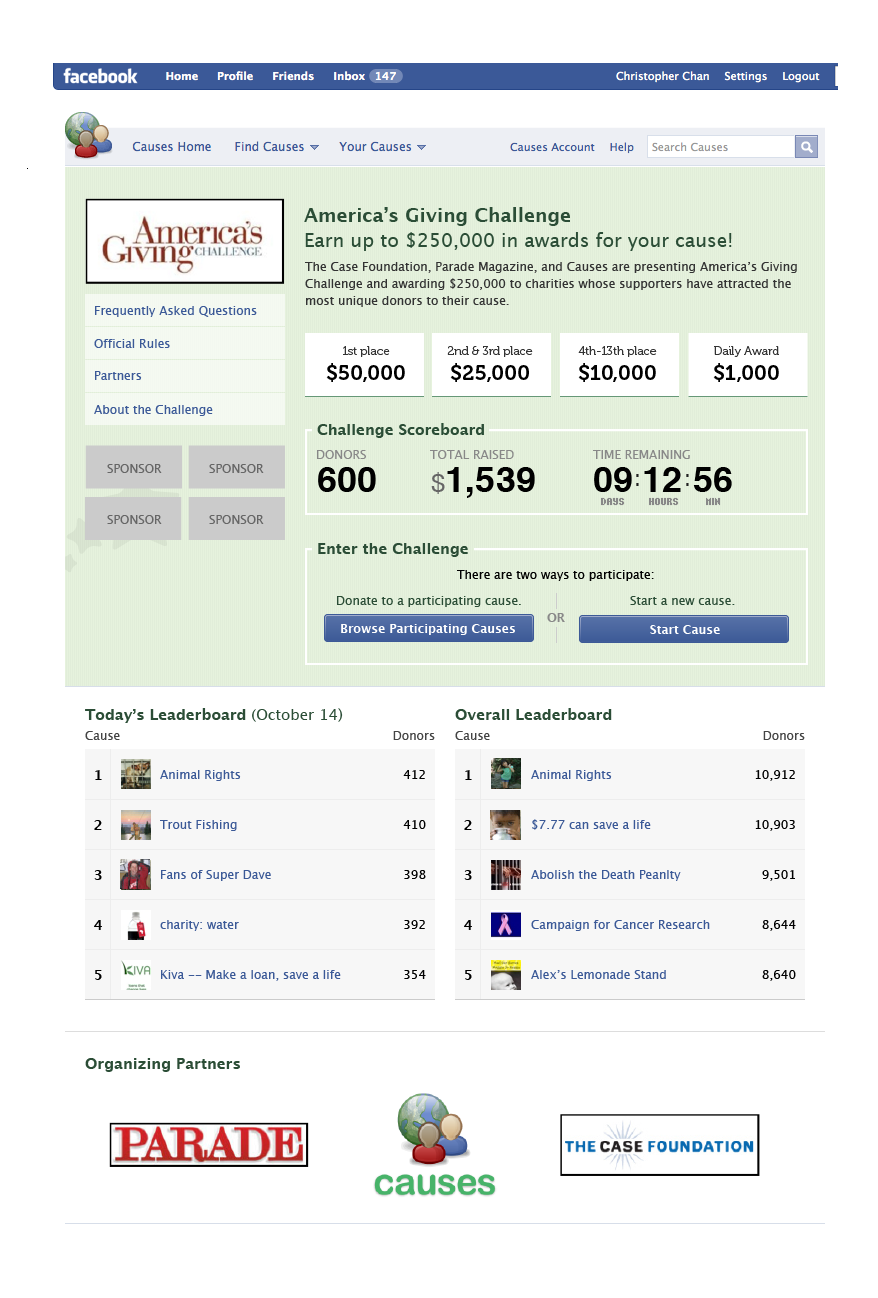 facebook Home Profile Friends Inbox 147 Christopher Chan Settings Logout
Causes Home Find Causes Your Causes Causes Account Help Search Causes
America's Giving CHALLENGE
Frequently Asked Questions
Official Rules
Partners
About the Challenge
SPONSOR SPONSOR
SPONSOR SPONSOR
America's Giving Challenge
Earn up to $250,000 in awards for your cause!
The Case Foundation, Parade Magazine, and Causes are presenting America's Giving
Challenge and awarding $250,000 to charities whose supporters have attracted the
most unique donors to their cause.
1st place 2nd & 3rd place 4th-13th place Daily Award
$50,000 $25,000 $10,000 $1,000
Challenge Scoreboard
DONORS TOTAL RAISED TIME REMAINING
600 $1,539 09:12:56
DAYS HOURS MIN
Enter the Challenge
There are two ways to participate:
Donate to a participating cause. Start a new cause.
Browse Participating Causes OR Start Cause
Today's Leaderboard (October 14)
Cause Donors
1 Animal Rights 412
2 Trout Fishing 410
3 Fans of Super Dave 398
4 charity: water 392
5 KIVA Kiva -- Make a loan, save a life 354
Overall Leaderboard
Cause Donors
1 Animal Rights 10,912
2 $7.77 can save a life 10,903
3 Abolish the Death Peanlty 9,501
4 Campaign for Cancer Research 8,644
5 Alex's Lemonade Stand 8,640
Organizing Partners
PARADE
causes
THE CASE FOUNDATION